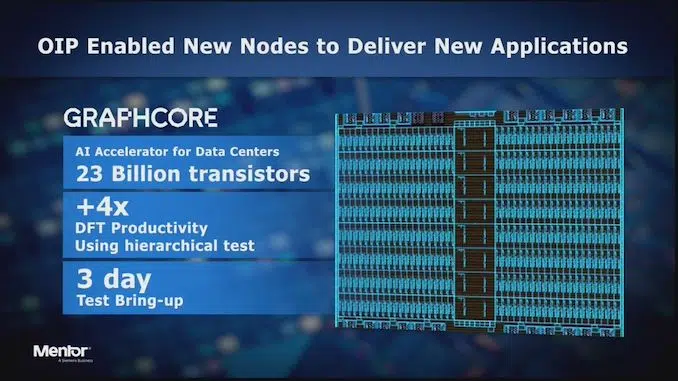 OIP Enabled New Nodes to Deliver New Applications
GRAFHCORE
AI Accelerator for Data Centers
23 Billion transistors
+4x
DFT Productivity
Using hierarchical test
3 day
Test Bring-up
Mentor
A Siemens Business